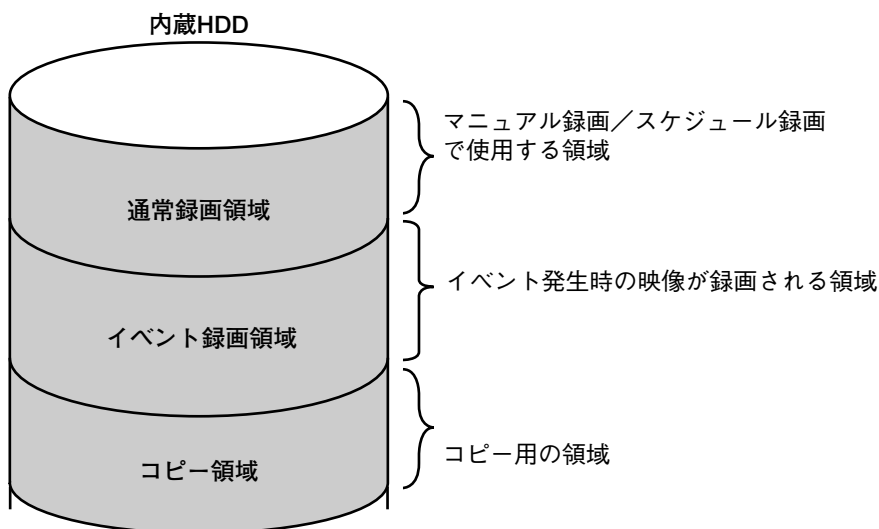 内蔵HDD
マニュアル録画／スケジュール録画
で使用する領域
通常録画領域
イベント発生時の映像が録画される領域
イベント録画領域
コピー用の領域
コピー領域